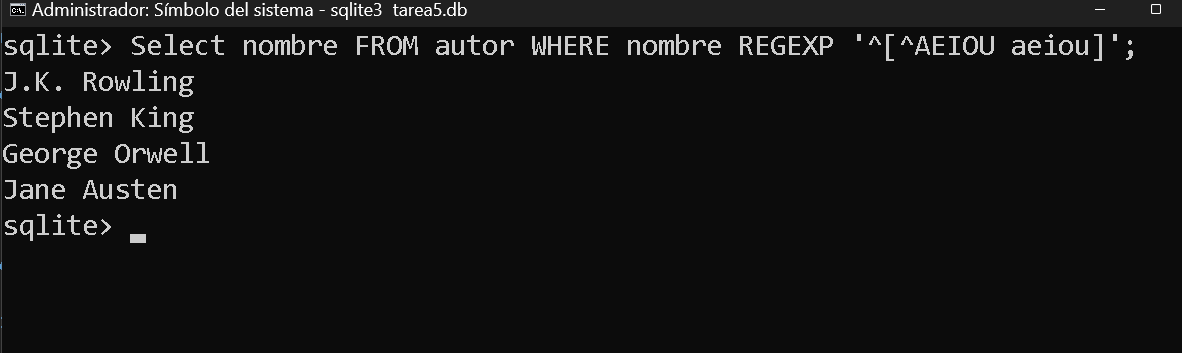 Administrador: Símbolo del sistema - sqlite3 tarea5.db
sqlite> Select nombre FROM autor WHERE nombre REGEXP '^[^AEIOU aeiou]';
J.K. Rowling
Stephen King
George Orwell
Jane Austen
sqlite>